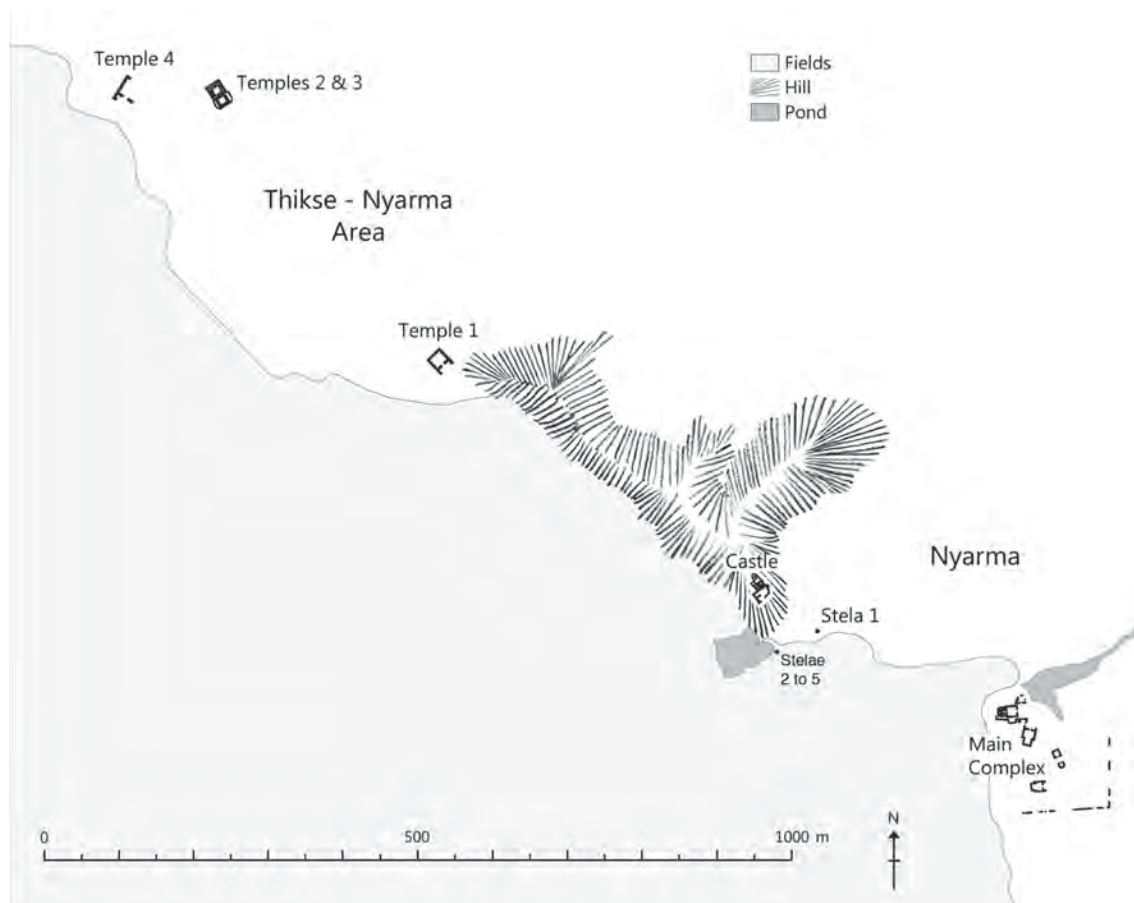 Temple 4
Temples 2 & 3
Fields
Hill
Pond
Thikse - Nyarma
Area
Temple 1
Castle
Nyarma
Stela 1
Stelae
2 to 5
Main
Complex
0
500
1000 m
N